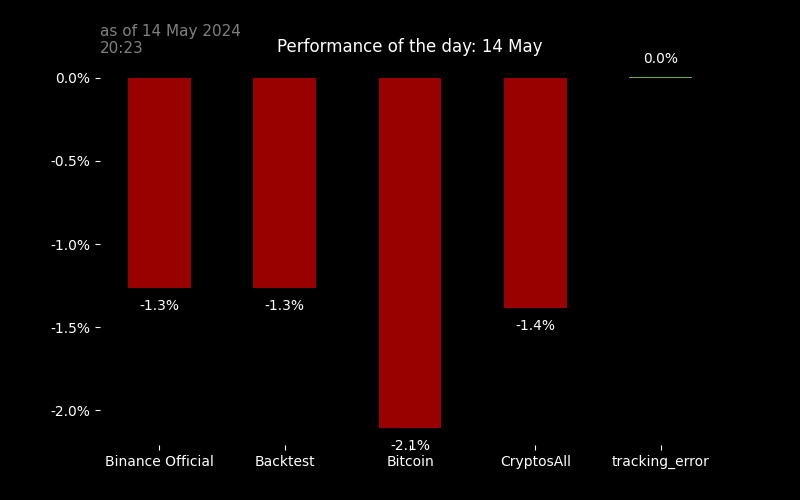 as of 14 May 2024
20:23
Performance of the day: 14 May
0.0%
0.0%
-0.5%
-1.0%
-1.3%
-1.3%
-1.5%
-1.4%
-2.0%
-2.1%
Binance Official
Backtest
Bitcoin
CryptosAll
tracking_error